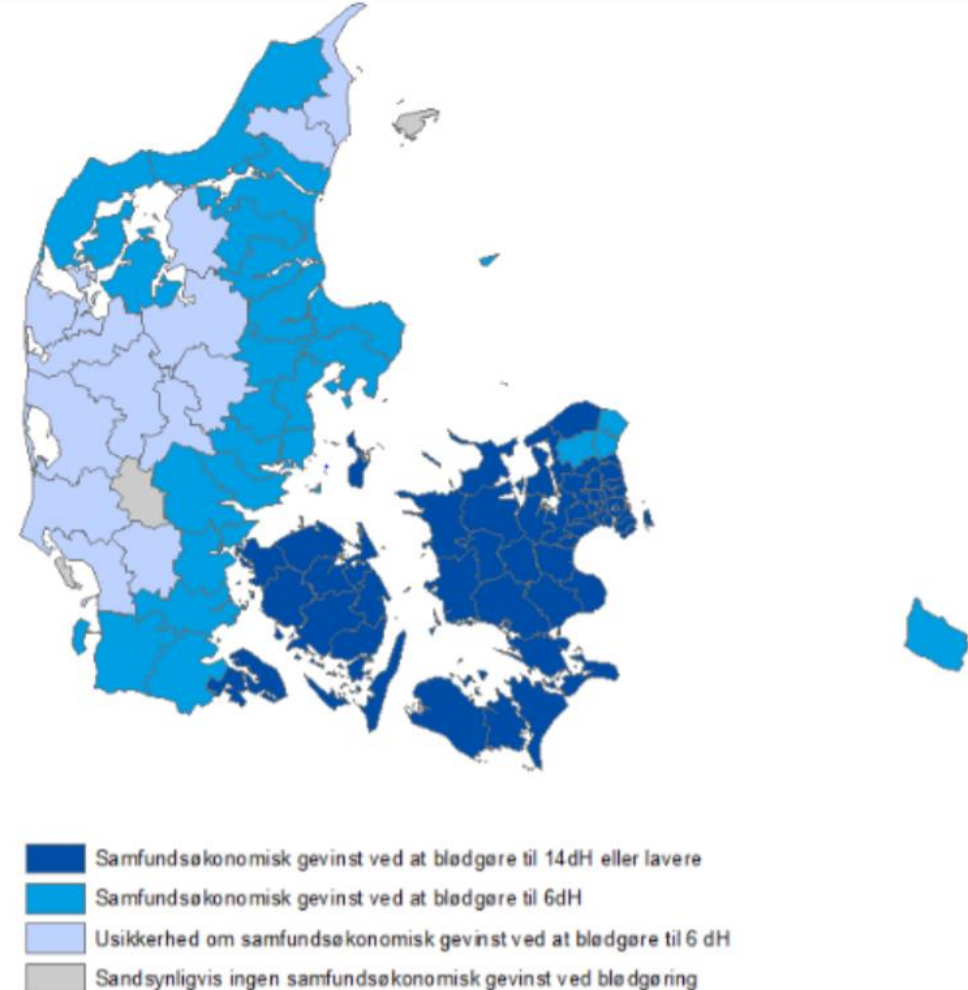 Samfundsøkonomisk gevinst ved at blødgøre til 14dH eller lavere
Samfundsøkonomisk gevinst ved at blødgøre til 6dH
Usikkerhed om samfundsøkonomisk gevinst ved at blødgøre til 6 dH
Sandsynligvis ingen samfundsøkonomisk gevinst ved blødgøring